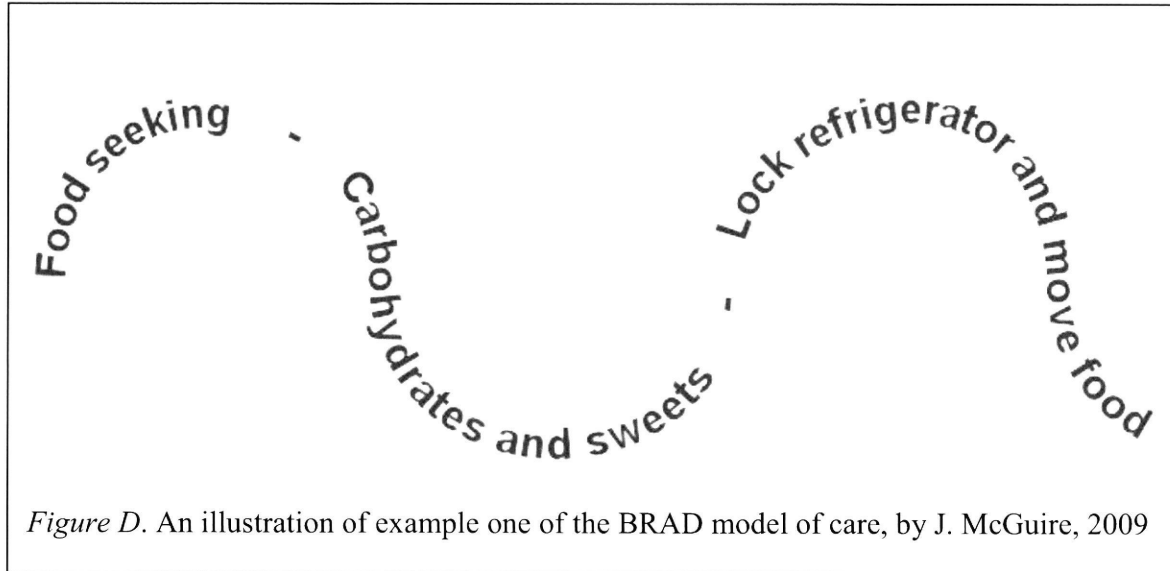 Food seeking - Carbohydrates and sweets - Lock refrigerator and move food
Figure D. An illustration of example one of the BRAD model of care, by J. McGuire, 2009